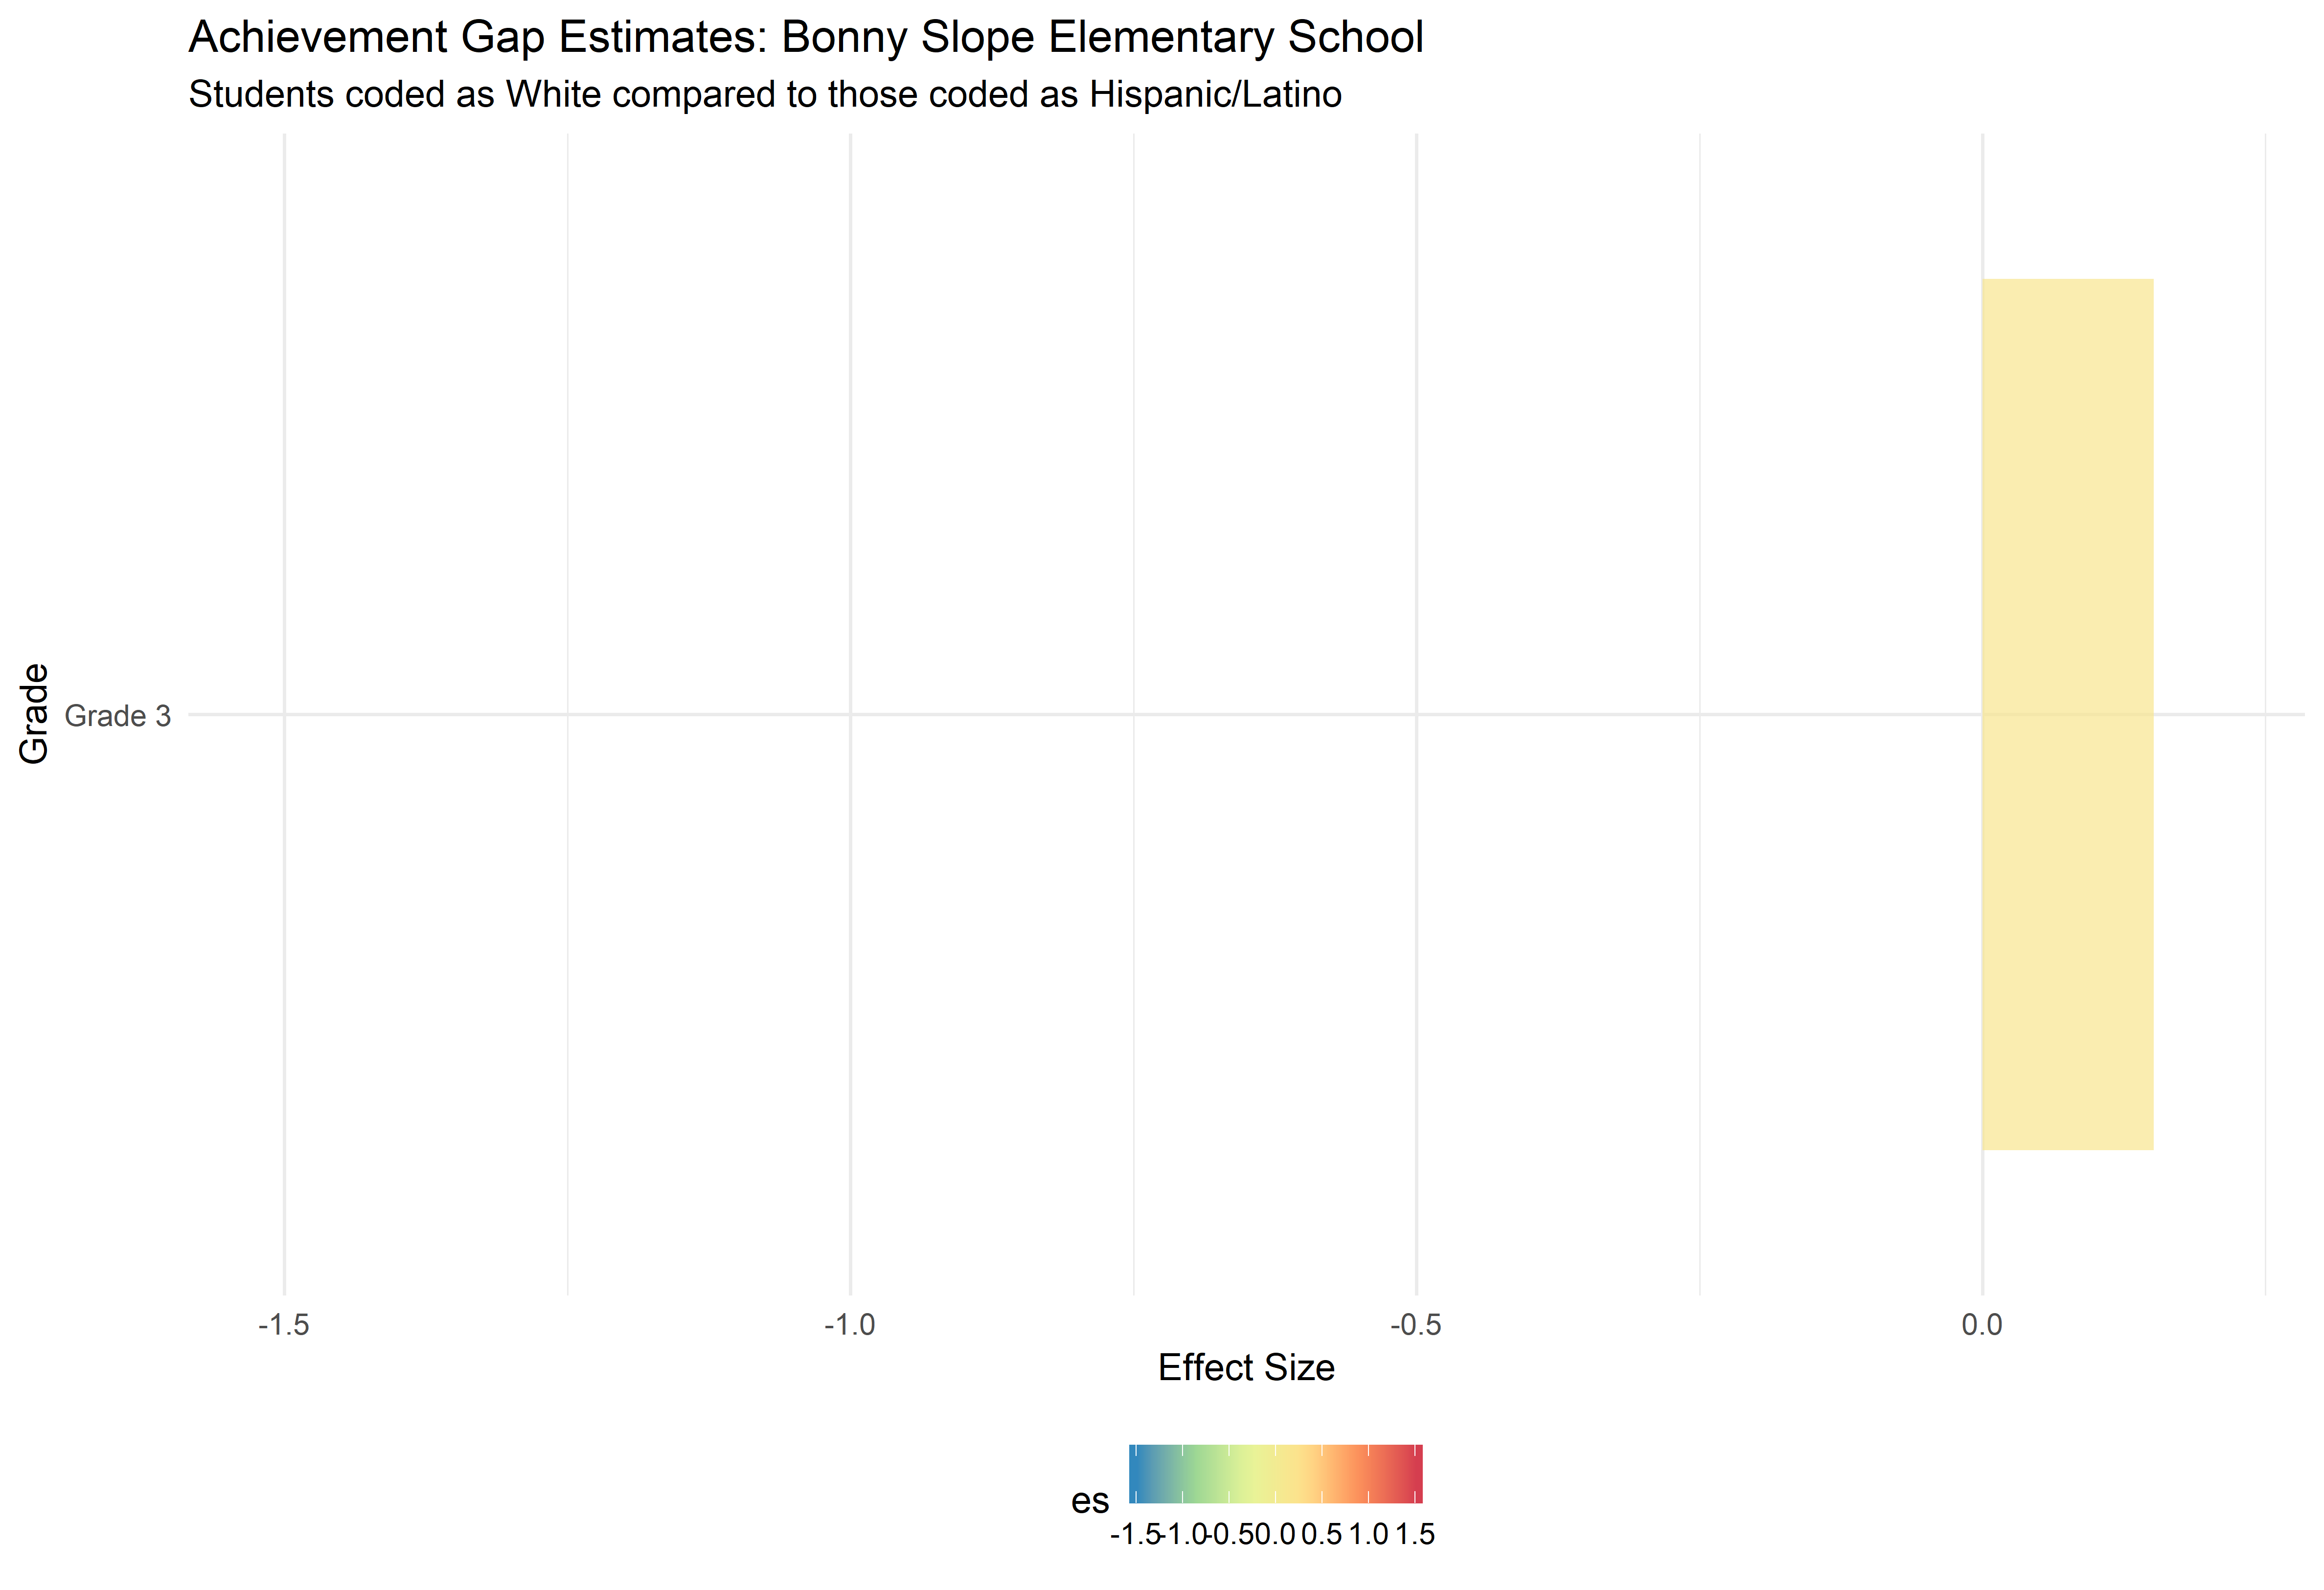 Achievement Gap Estimates: Bonny Slope Elementary School
Students coded as White compared to those coded as Hispanic/Latino
Grade
Grade 3
-1.5 -1.0 -0.5 0.0
Effect Size
es
-1.5 -1.0 -0.5 0.0 0.5 1.0 1.5